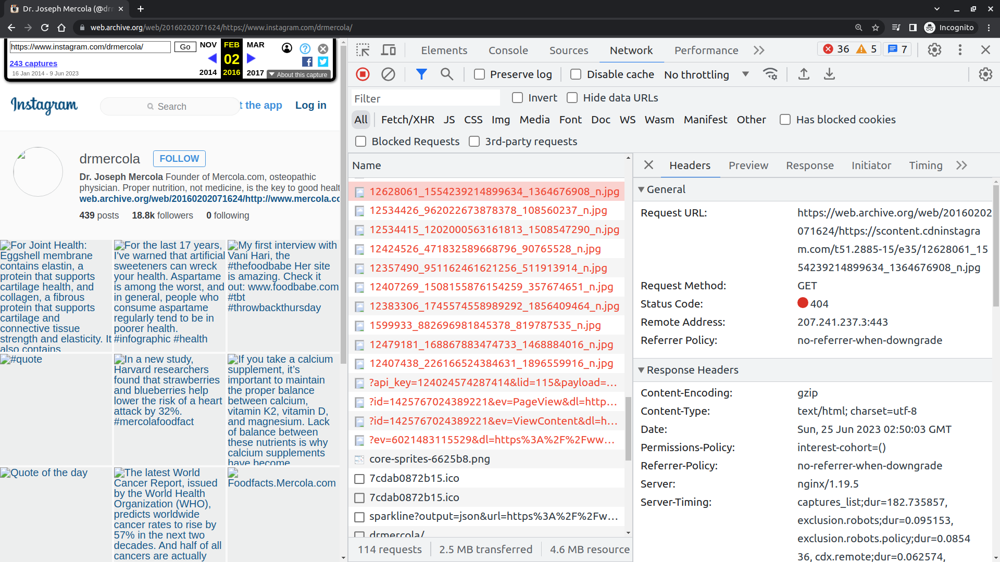 Dr. Joseph Mercola (@drm
web.archive.org/web/20160202071624/https://www.instagram.com/drmercola/
Incognito
https://www.instagram.com/drmercola/
Go
NOV
FEB
MAR
02
243 captures
16 Jan 2014 - 9 Jun 2023
2014
2016
2017
About this capture
Instagram
Search
t the app
Log in
drmercola
FOLLOW
Dr. Joseph Mercola Founder of Mercola.com, osteopathic
physician. Proper nutrition, not medicine, is the key to good healt
web.archive.org/web/20160202071624/http://www.mercola.co
439 posts
18.8k followers
0 following
For Joint Health:
Eggshell membrane
contains elastin, a
protein that supports
cartilage health, and
collagen, a fibrous
protein that supports
cartilage and
connective tissue
strength and elasticity. It
also contains
For the last 17 years,
I've warned that artificial
sweeteners can wreck
your health. Aspartame
is among the worst, and
in general, people who
consume aspartame
regularly tend to be in
poorer health.
#infographic #health
My first interview with
Vani Hari, the
#thefoodbabe Her site
is amazing. Check it
out: www.foodbabe.com
#tbt
#throwbackthursday
#quote
In a new study,
Harvard researchers
found that strawberries
and blueberries help
lower the risk of a heart
attack by 32%.
#mercolafoodfact
If you take a calcium
supplement, it’s
important to maintain
the proper balance
between calcium,
vitamin K2, vitamin D,
and magnesium. Lack
of balance between
these nutrients is why
calcium supplements
have become
Quote of the day
The latest World
Cancer Report, issued
by the World Health
Organization (WHO),
predicts worldwide
cancer rates to rise by
57% in the next two
decades. And half of all
cancers are actually
Foodfacts.Mercola.com
Elements
Console
Sources
Network
Performance
36
5
7
Preserve log
Disable cache
No throttling
Filter
Invert
Hide data URLs
All
Fetch/XHR
JS
CSS
Img
Media
Font
Doc
WS
Wasm
Manifest
Other
Has blocked cookies
Blocked Requests
3rd-party requests
Name
12628061_1554239214899634_1364676908_n.jpg
12534426_962022673878378_108560237_n.jpg
12534415_1202000563161813_1508547290_n.jpg
12424526_471832589668796_90765528_n.jpg
12357490_951162461621256_511913914_n.jpg
12407269_1508155876154259_357674651_n.jpg
12383306_1745574558989292_1856409464_n.jpg
1599933_882696981845378_819787535_n.jpg
12479181_168867883474733_1468884016_n.jpg
12407438_226166524384631_1896559916_n.jpg
?api_key=124024574287414&lid=115&payload=…
?id=1425767024389221&ev=PageView&dl=http…
?id=1425767024389221&ev=ViewContent&dl=h…
?ev=6021483115529&dl=https%3A%2F%2Fww…
core-sprites-6625b8.png
7cdab0872b15.ico
7cdab0872b15.ico
sparkline?output=json&url=https%3A%2F%2Fw…
drmercola/
114 requests
2.5 MB transferred
4.6 MB resource
Headers
Preview
Response
Initiator
Timing
General
Request URL:
https://web.archive.org/web/20160202
071624/https://scontent.cdninstagra
m.com/t51.2885-15/e35/12628061_15
54239214899634_1364676908_n.jpg
Request Method:
GET
Status Code:
404
Remote Address:
207.241.237.3:443
Referrer Policy:
no-referrer-when-downgrade
Response Headers
Content-Encoding:
gzip
Content-Type:
text/html; charset=utf-8
Date:
Sun, 25 Jun 2023 02:50:03 GMT
Permissions-Policy:
interest-cohort=()
Referrer-Policy:
no-referrer-when-downgrade
Server:
nginx/1.19.5
Server-Timing:
captures_list;dur=182.735857,
exclusion.robots;dur=0.095153,
exclusion.robots.policy;dur=0.0854
36, cdx.remote;dur=0.062574,